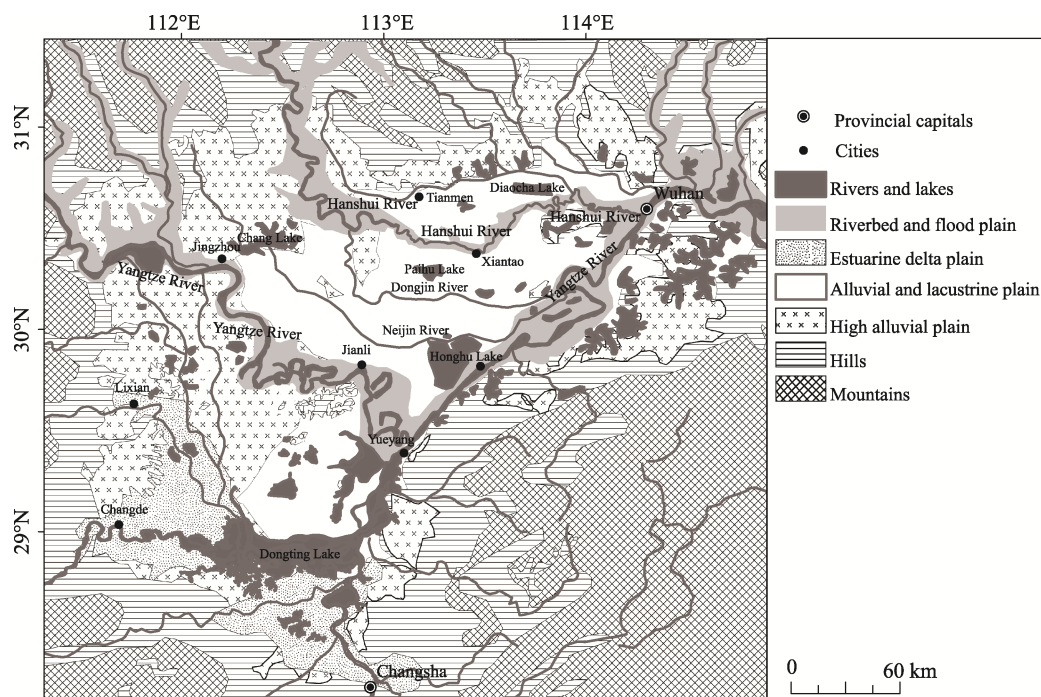 112°E
113°E
114°E
31°N
30°N
29°N
Diaocha Lake
Tianmen
Wuhan
Hanshui River
Hanshui River
Hanshui River
Chang Lake
Jingzhou
Xiantao
Paihu Lake
Yangtze River
Dongjin River
Yangtze River
Yangtze River
Neijin River
Jianli
Honghu Lake
Lixian
Yueyang
Changde
Dongting Lake
Changsha
Provincial capitals
Cities
Rivers and lakes
Riverbed and flood plain
Estuarine delta plain
Alluvial and lacustrine plain
High alluvial plain
Hills
Mountains
0 60 km